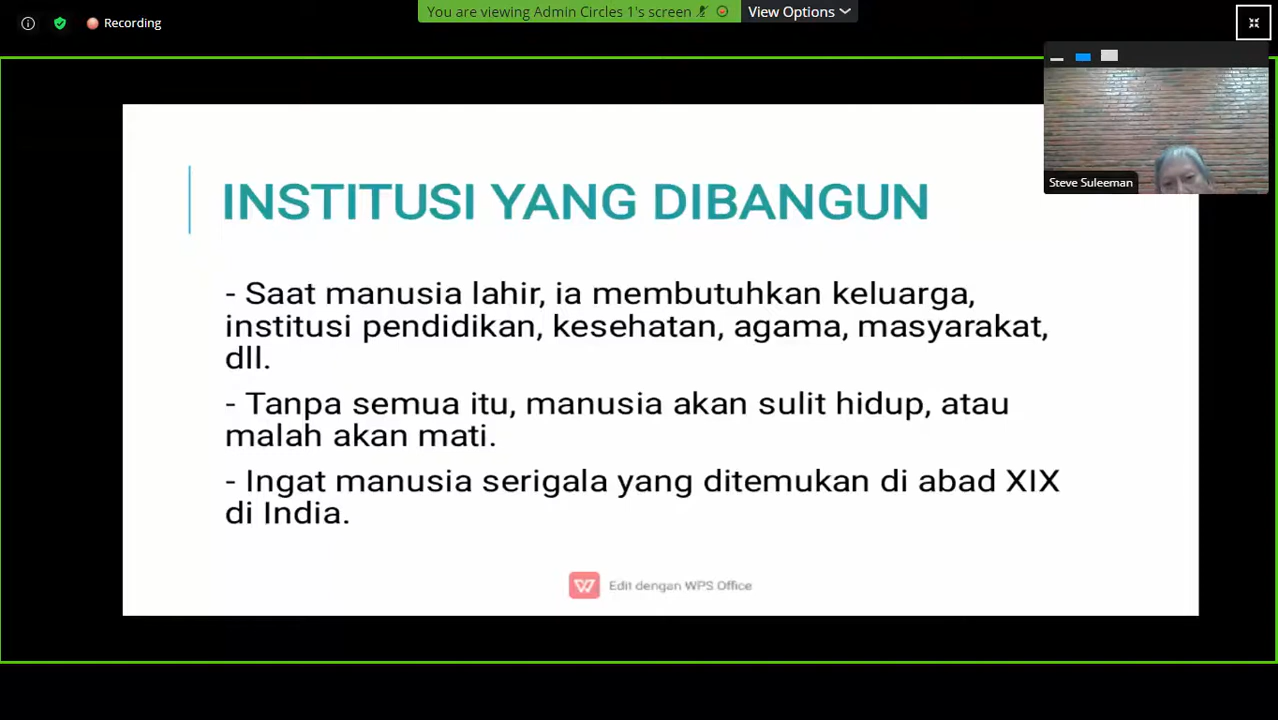 You are viewing Admin Circles 1's screen
View Options
Recording
Steve Suleeman
INSTITUSI YANG DIBANGUN
- Saat manusia lahir, ia membutuhkan keluarga,
institusi pendidikan, kesehatan, agama, masyarakat,
dll.
- Tanpa semua itu, manusia akan sulit hidup, atau
malah akan mati.
- Ingat manusia serigala yang ditemukan di abad XIX
di India.
Edit dengan WPS Office